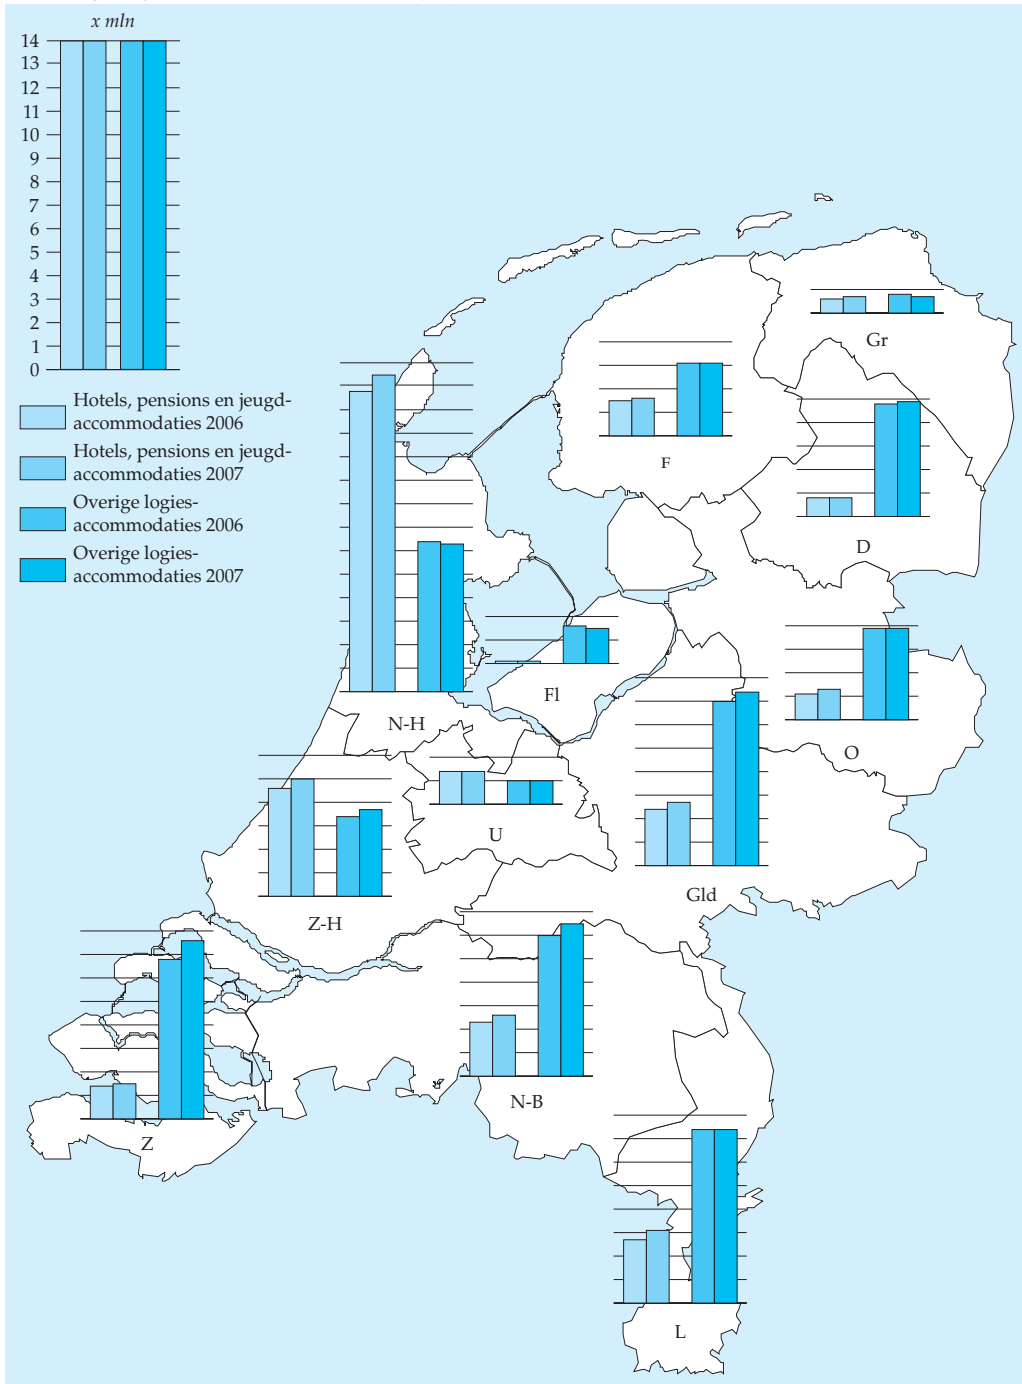 x mln
14
13
12
11
10
9
8
7
6
5
4
3
2
1
0
Hotels, pensions en jeugd-
accommodaties 2006
Hotels, pensions en jeugd-
accommodaties 2007
Overige logies-
accommodaties 2006
Overige logies-
accommodaties 2007
Gr
F
D
Fl
N-H
O
U
Gld
Z-H
N-B
Z
L